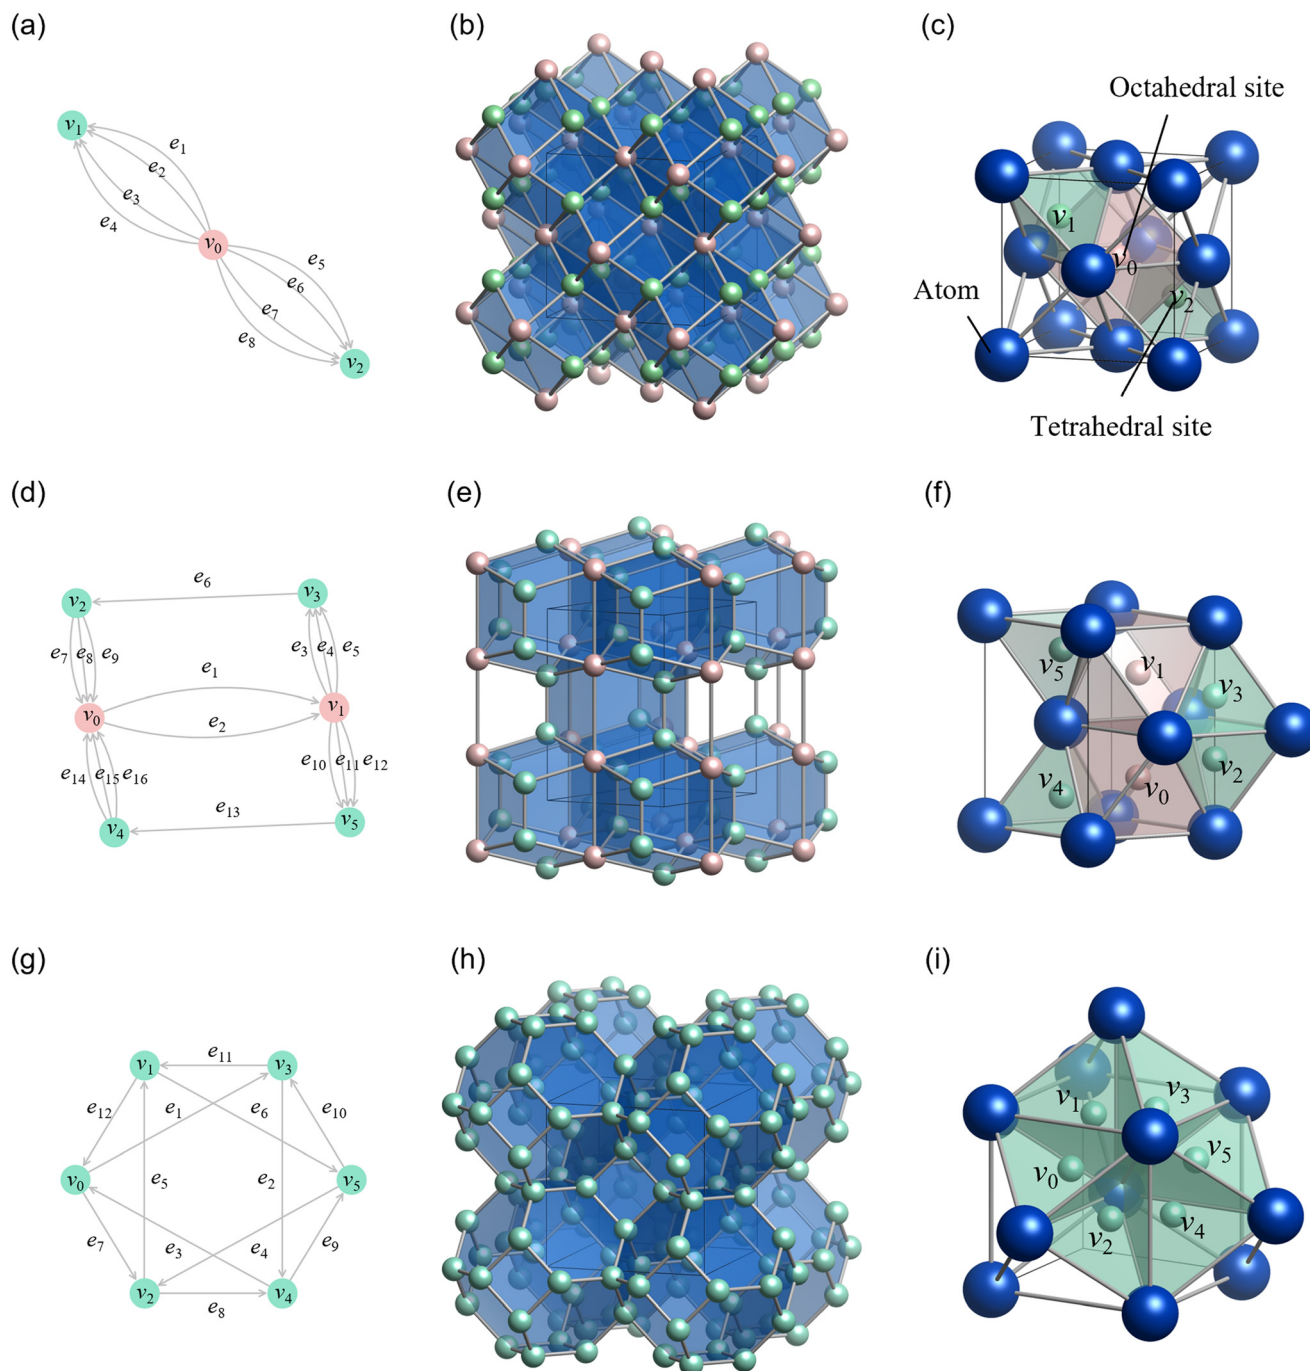 (a)
(b)
(c)
v1
e1
e2
e3
e4
v0
e5
e6
e7
e8
v2
Octahedral site
v1
v0
v2
Atom
Tetrahedral site
(d)
(e)
(f)
v2
e6
v3
e7 e8 e9
e3 e4 e5
e1
v0
v1
e2
e14 e15 e16
e10 e11 e12
v4
e13
v5
v5
v1
v3
v2
v4
v0
(g)
(h)
(i)
v1
e11
v3
e12
e1
e6
e10
v0
e5
e2
v5
e7
e3
e4
e9
v2
e8
v4
v1
v3
v0
v5
v2
v4